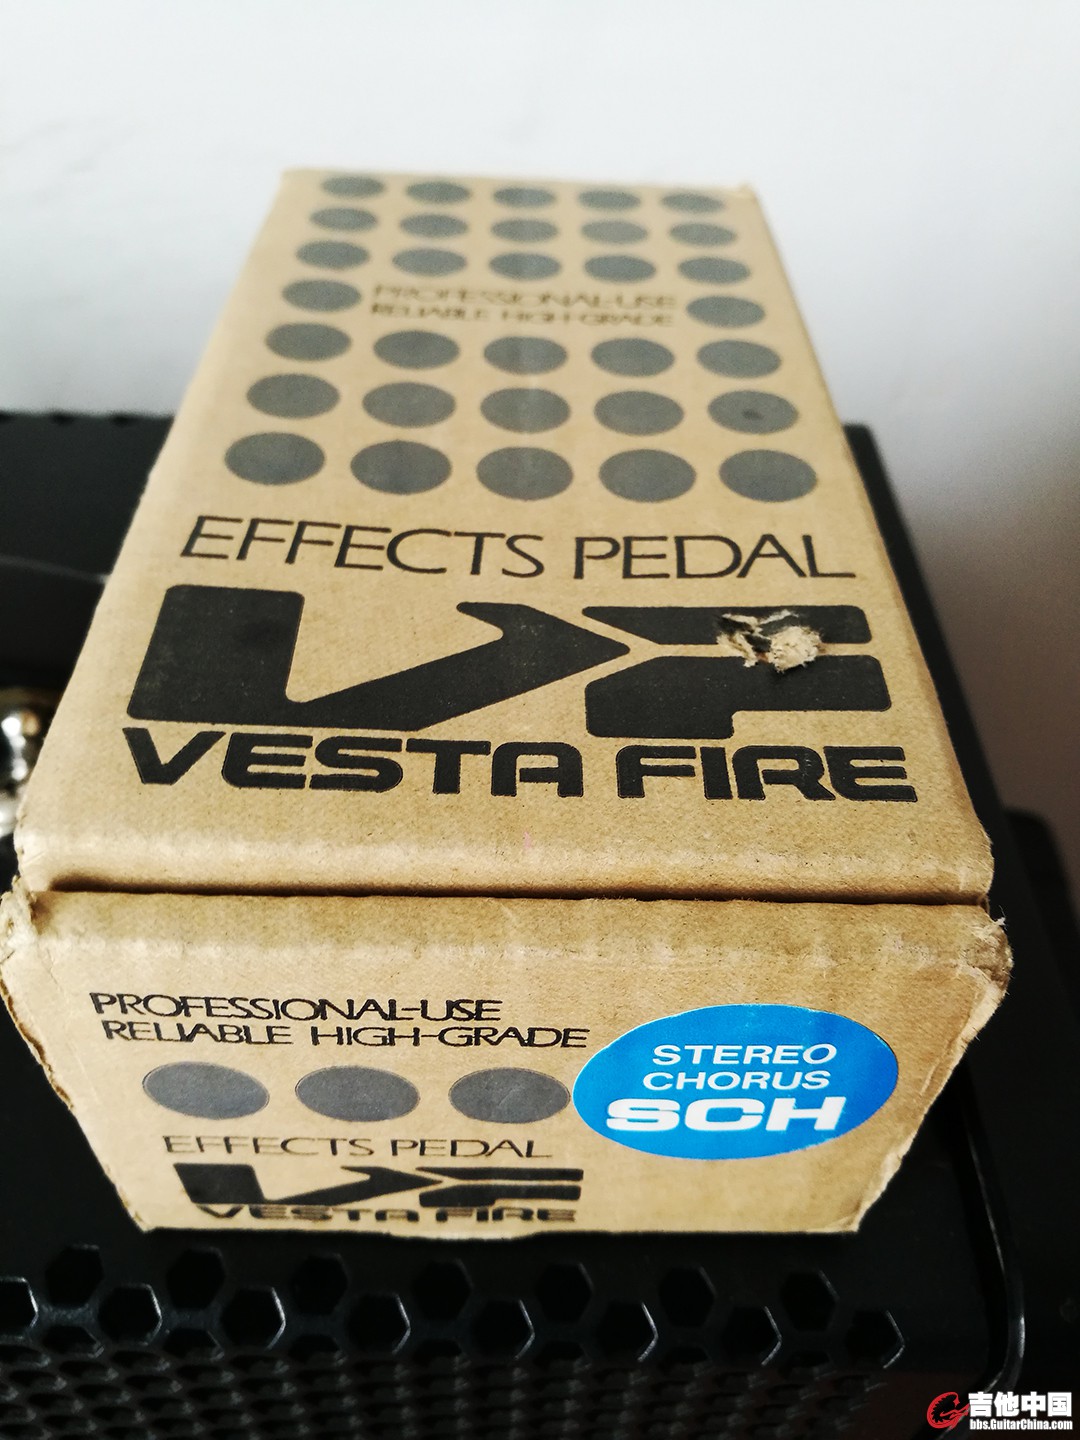 PROFESSIONAL-USE
RELIABLE HIGH-GRADE
EFFECTS PEDAL
VF
VESTA FIRE
PROFESSIONAL-USE
RELIABLE HIGH-GRADE
STEREO
CHORUS
SCH
EFFECTS PEDAL
VF
VESTA FIRE
吉他中国
bbs.GuitarChina.com